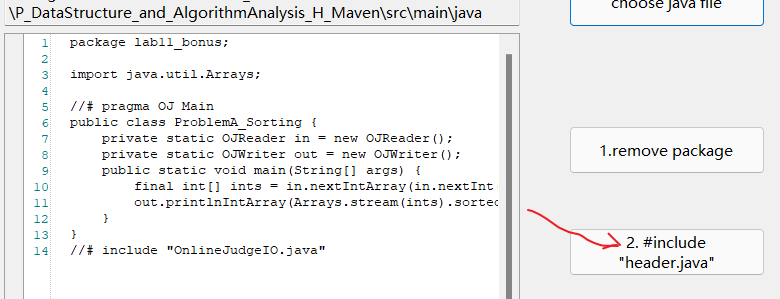 \P_DataStructure_and_AlgorithmAnalysis_H_Maven\src\main\java
choose java file
1 package lab11_bonus;
2
3 import java.util.Arrays;
4
5 //# pragma OJ Main
6 public class ProblemA_Sorting {
7 private static OJReader in = new OJReader();
8 private static OJWriter out = new OJWriter();
9 public static void main(String[] args) {
10 final int[] ints = in.nextIntArray(in.nextInt
11 out.printlnIntArray(Arrays.stream(ints).sorted
12 }
13 }
14 //# include "OnlineJudgeIO.java"
1.remove package
2. #include
"header.java"